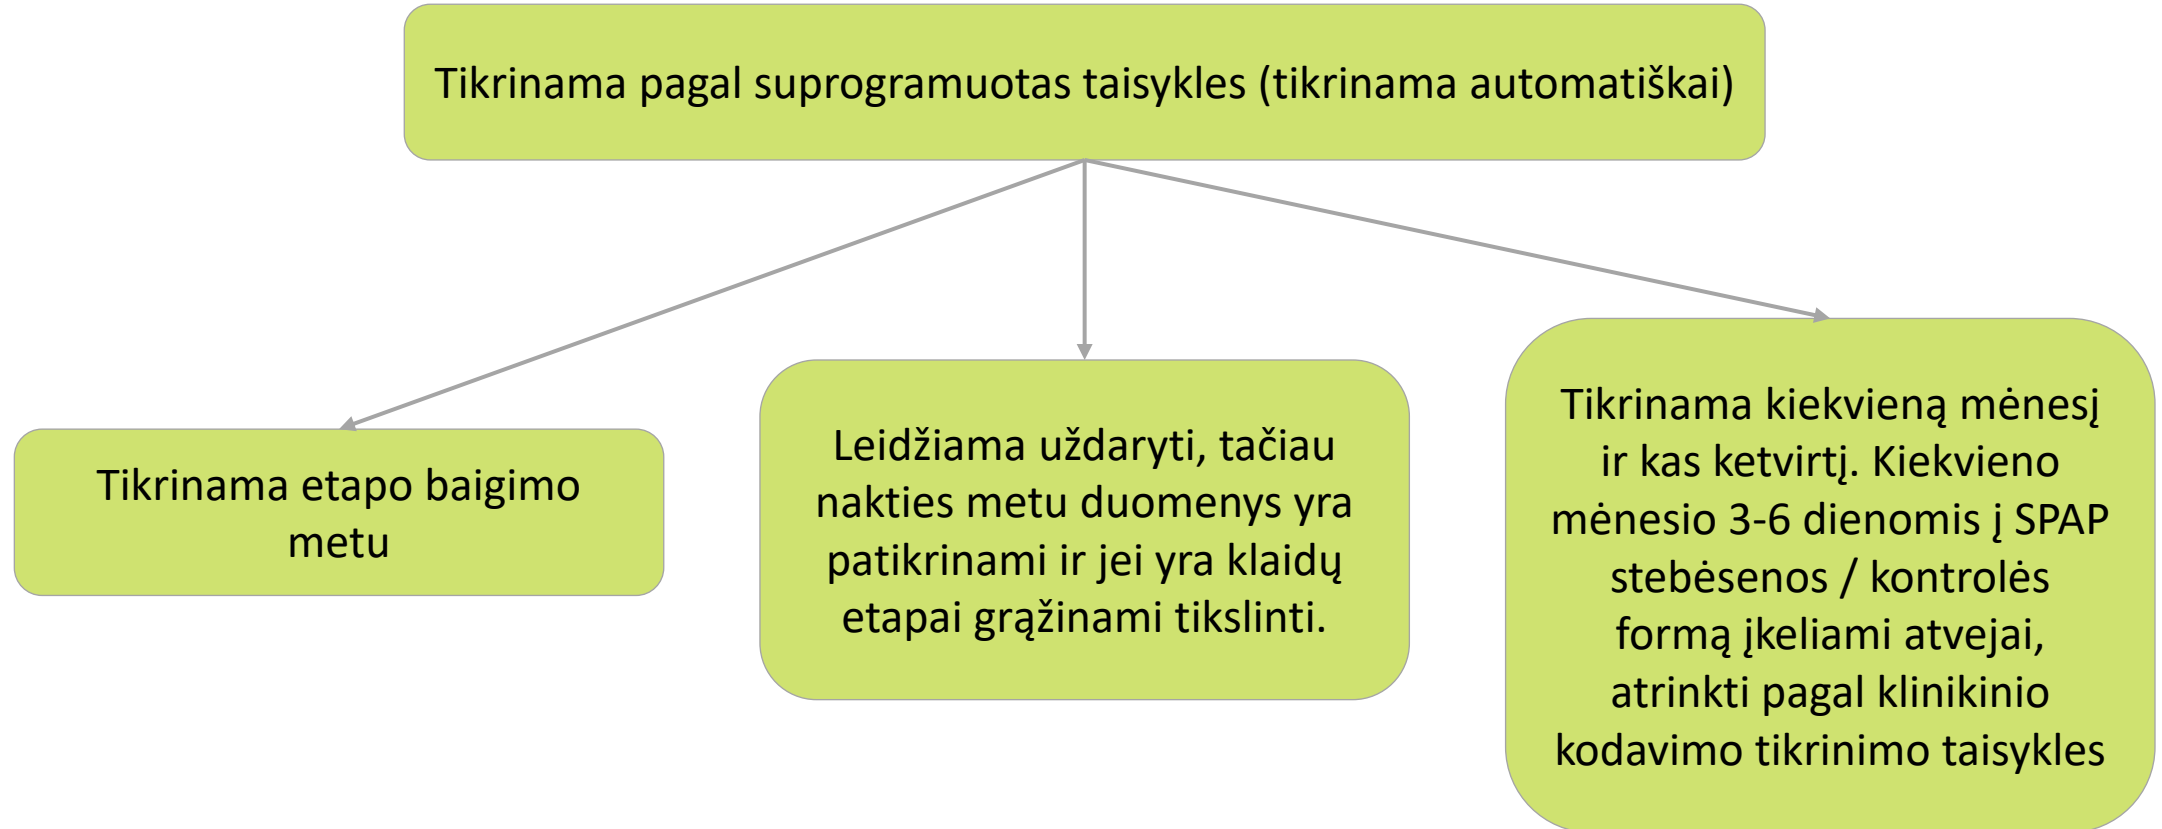 Tikrinama pagal suprogramuotas taisykles (tikrinama automatiškai)
Tikrinama etapo baigimo
metu
Leidžiama uždaryti, tačiau
nakties metu duomenys yra
patikrinami ir jei yra klaidų
etapai grąžinami tikslinti.
Tikrinama kiekvieną mėnesį
ir kas ketvirtį. Kiekvieno
mėnesio 3-6 dienomis į SPAP
stebėsenos / kontrolės
formą įkeliami atvejai,
atrinkti pagal klinikinio
kodavimo tikrinimo taisykles